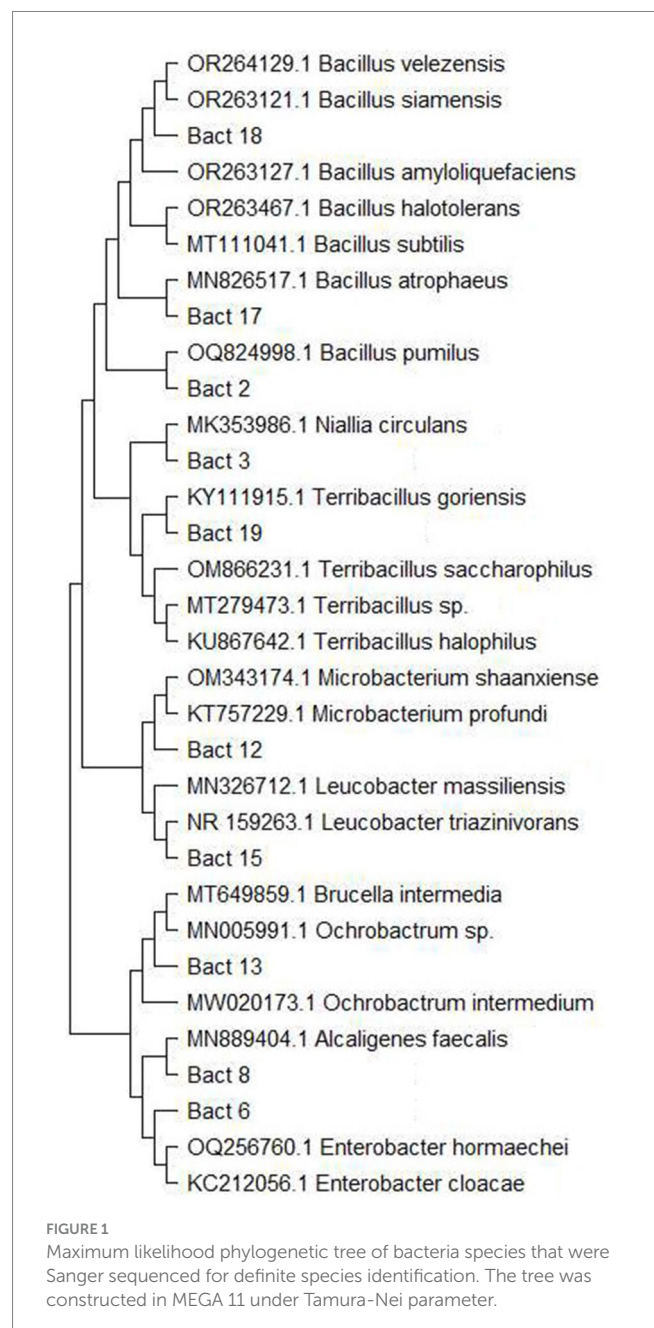 OR264129.1 Bacillus velezensis
OR263121.1 Bacillus siamensis
Bact 18
OR263127.1 Bacillus amyloliquefaciens
OR263467.1 Bacillus halotolerans
MT111041.1 Bacillus subtilis
MN826517.1 Bacillus atrophaeus
Bact 17
OQ824998.1 Bacillus pumilus
Bact 2
MK353986.1 Niallia circulans
Bact 3
KY111915.1 Terribacillus goriensis
Bact 19
OM866231.1 Terribacillus saccharophilus
MT279473.1 Terribacillus sp.
KU867642.1 Terribacillus halophilus
OM343174.1 Microbacterium shaanxiense
KT757229.1 Microbacterium profundi
Bact 12
MN326712.1 Leucobacter massiliensis
NR 159263.1 Leucobacter triazinivorans
Bact 15
MT649859.1 Brucella intermedia
MN005991.1 Ochrobactrum sp.
Bact 13
MW020173.1 Ochrobactrum intermedium
MN889404.1 Alcaligenes faecalis
Bact 8
Bact 6
OQ256760.1 Enterobacter hormaechei
KC212056.1 Enterobacter cloacae
FIGURE 1
Maximum likelihood phylogenetic tree of bacteria species that were
Sanger sequenced for definite species identification. The tree was
constructed in MEGA 11 under Tamura-Nei parameter.